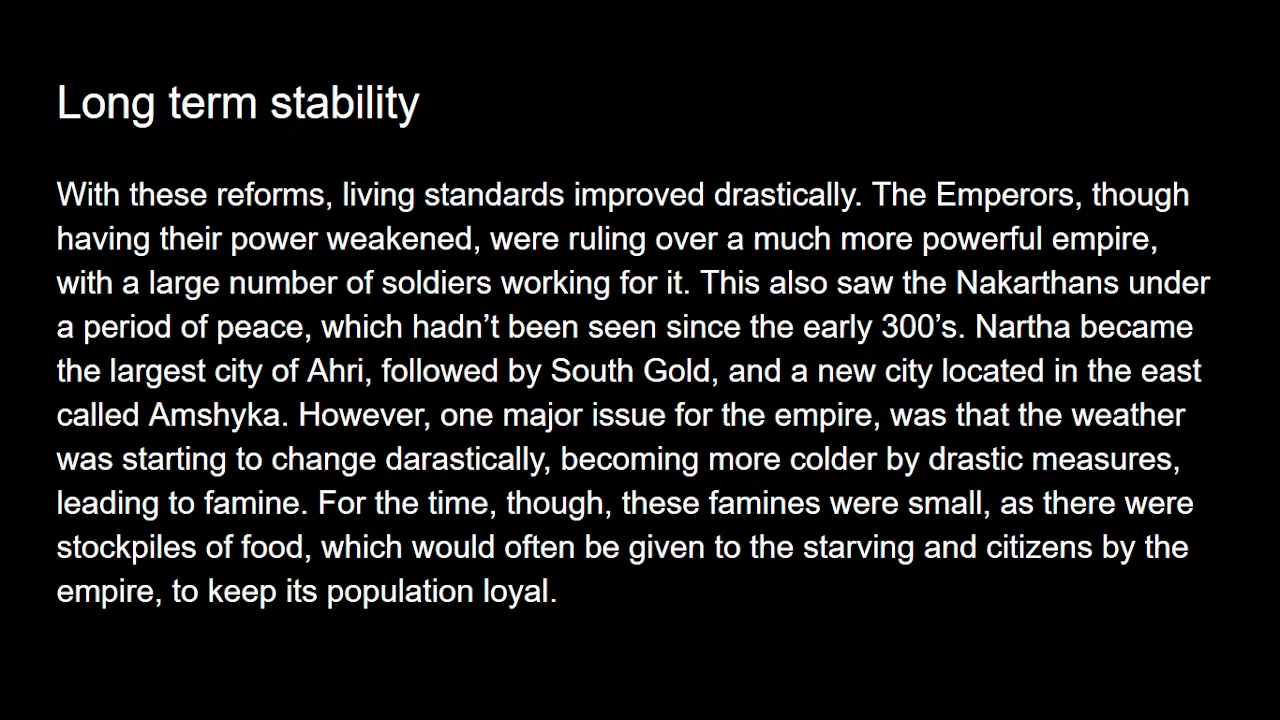 Long term stability
With these reforms, living standards improved drastically. The Emperors, though
having their power weakened, were ruling over a much more powerful empire,
with a large number of soldiers working for it. This also saw the Nakarthans under
a period of peace, which hadn’t been seen since the early 300’s. Nartha became
the largest city of Ahri, followed by South Gold, and a new city located in the east
called Amshyka. However, one major issue for the empire, was that the weather
was starting to change darastically, becoming more colder by drastic measures,
leading to famine. For the time, though, these famines were small, as there were
stockpiles of food, which would often be given to the starving and citizens by the
empire, to keep its population loyal.